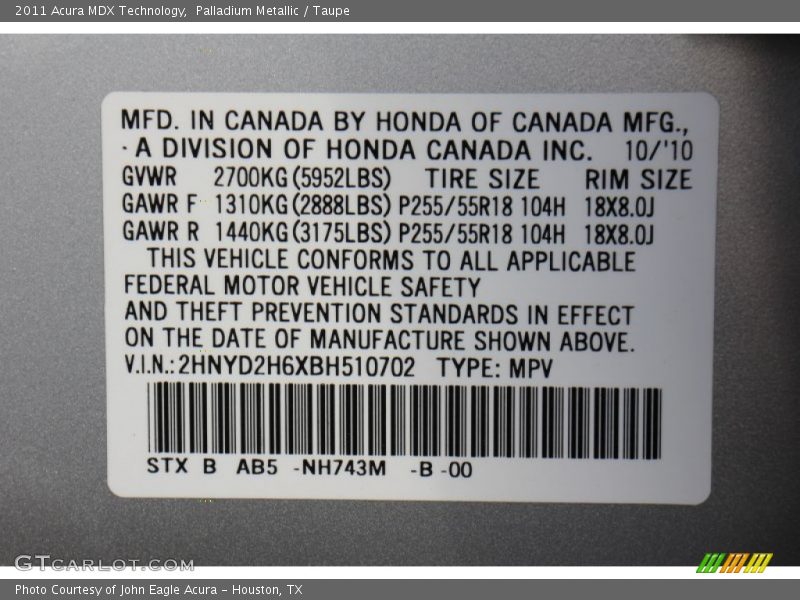 2011 Acura MDX Technology,  Palladium Metallic / Taupe
MFD. IN CANADA BY HONDA OF CANADA MFG.,
A DIVISION OF HONDA CANADA INC.  10/'10
GVWR  2700KG(5952LBS)  TIRE SIZE  RIM SIZE
GAWR F  1310KG(2888LBS) P255/55R18 104H  18X8.0J
GAWR R  1440KG(3175LBS) P255/55R18 104H  18X8.0J
THIS VEHICLE CONFORMS TO ALL APPLICABLE
FEDERAL MOTOR VEHICLE SAFETY
AND THEFT PREVENTION STANDARDS IN EFFECT
ON THE DATE OF MANUFACTURE SHOWN ABOVE.
V.I.N.:2HNYD2H6XBH510702  TYPE: MPV
STX B  AB5  -NH743M  -B -00
GTCARLOT.COM
Photo Courtesy of John Eagle Acura - Houston, TX